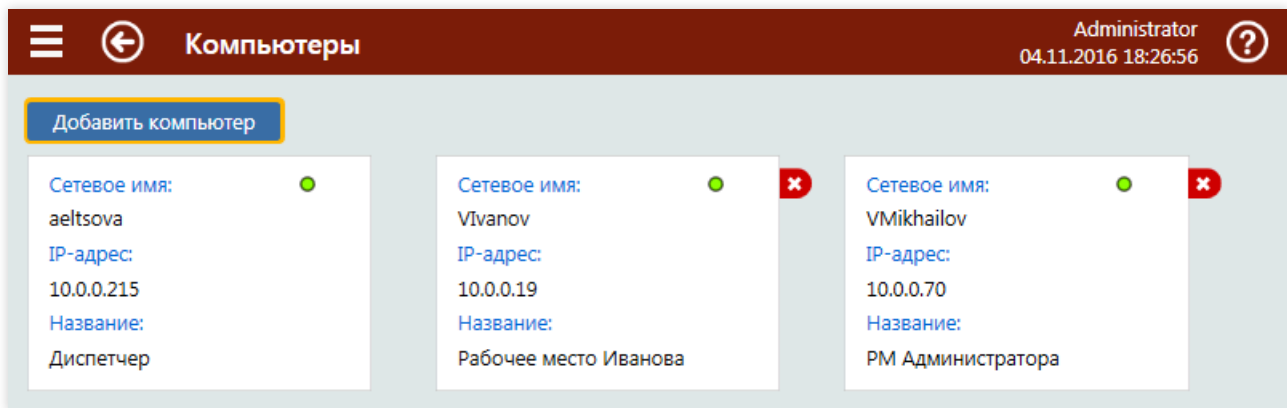 Компьютеры
Administrator
04.11.2016 18:26:56
Добавить компьютер
Сетевое имя:
aeltsova
IP-адрес:
10.0.0.215
Название:
Диспетчер
Сетевое имя:
VIvanov
IP-адрес:
10.0.0.19
Название:
Рабочее место Иванова
Сетевое имя:
VMikhailov
IP-адрес:
10.0.0.70
Название:
РМ Администратора